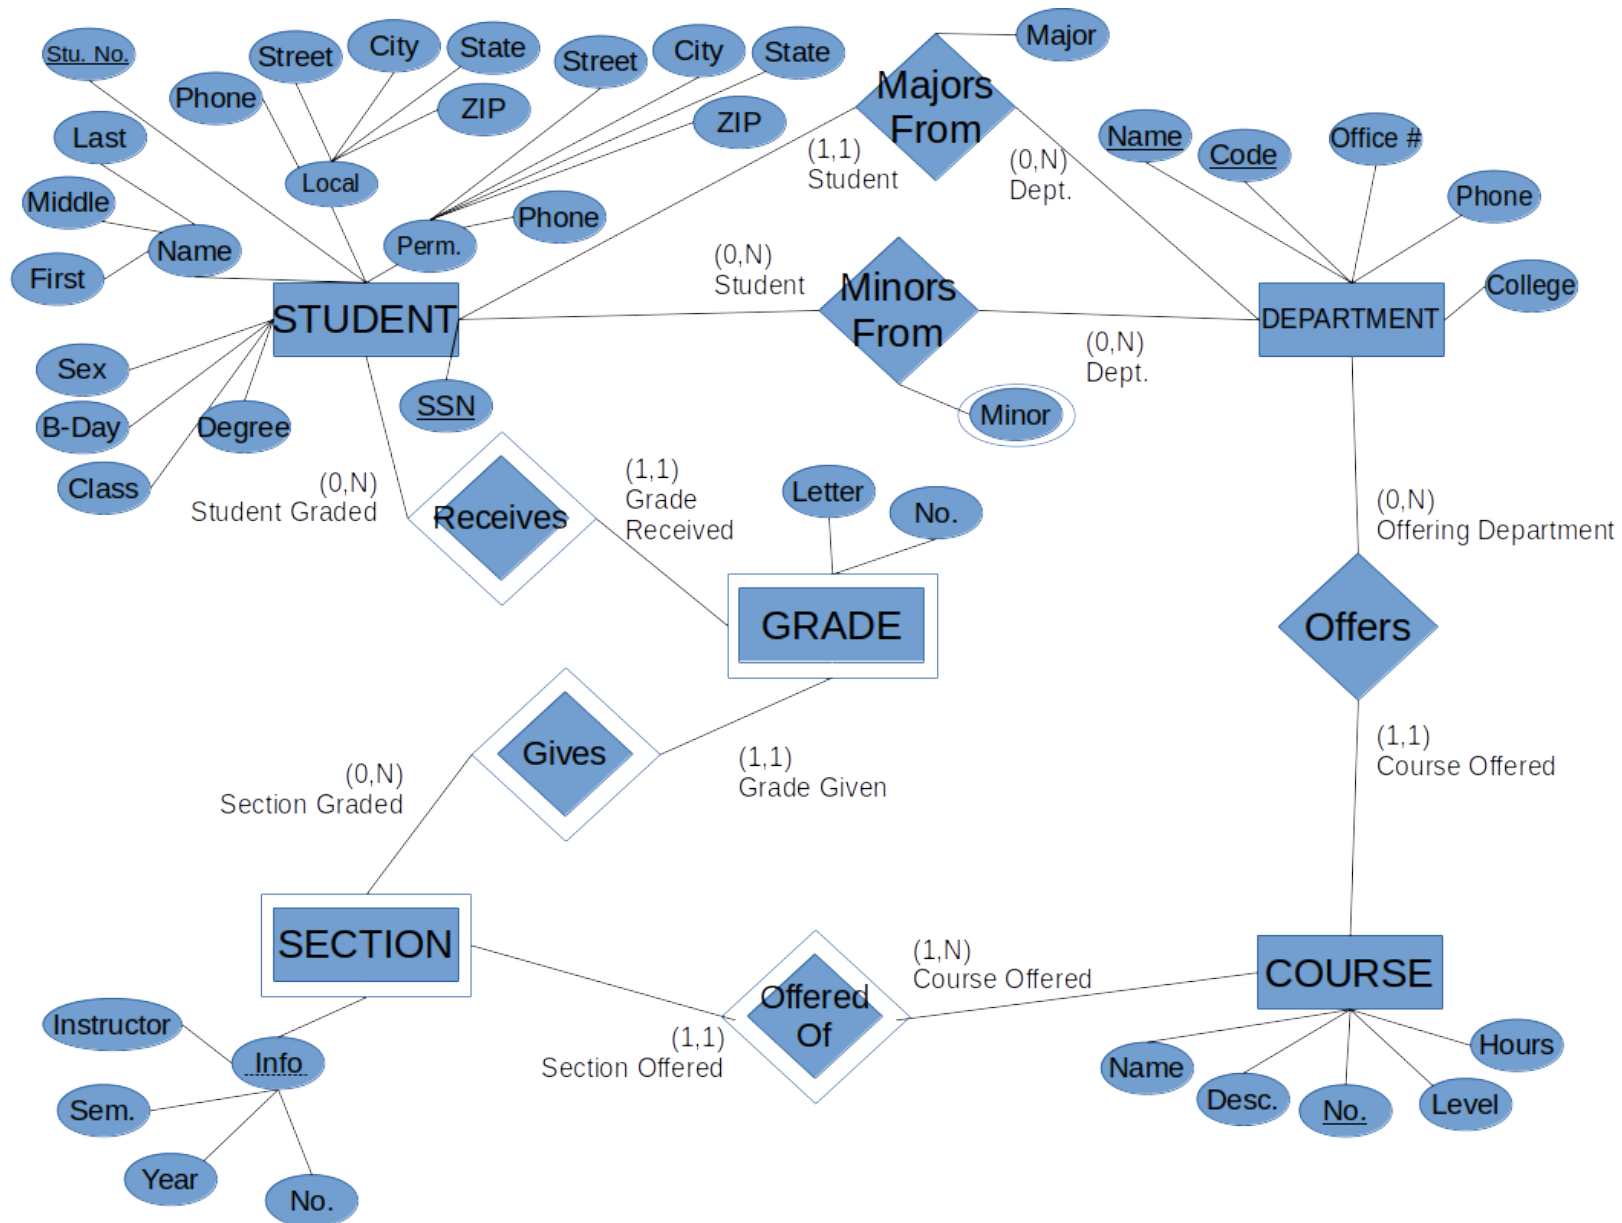 Stu. No.
Street
City
State
Phone
ZIP
Local
Street
City
State
ZIP
Phone
Perm.
Last
Middle
First
Name
Major
Majors
From
(1,1)
Student
(0,N)
Dept.
Name
Code
Office #
Phone
College
STUDENT
(0,N)
Student
Minors
From
(0,N)
Dept.
Minor
DEPARTMENT
Sex
B-Day
Class
Degree
SSN
(0,N)
Student Graded
Receives
(1,1)
Grade
Received
Letter
No.
GRADE
(0,N)
Offering Department
Offers
(1,1)
Course Offered
Gives
(0,N)
Section Graded
(1,1)
Grade Given
SECTION
Instructor
Info
Sem.
Year
No.
(1,1)
Section Offered
Offered
Of
(1,N)
Course Offered
COURSE
Name
Desc.
No.
Level
Hours